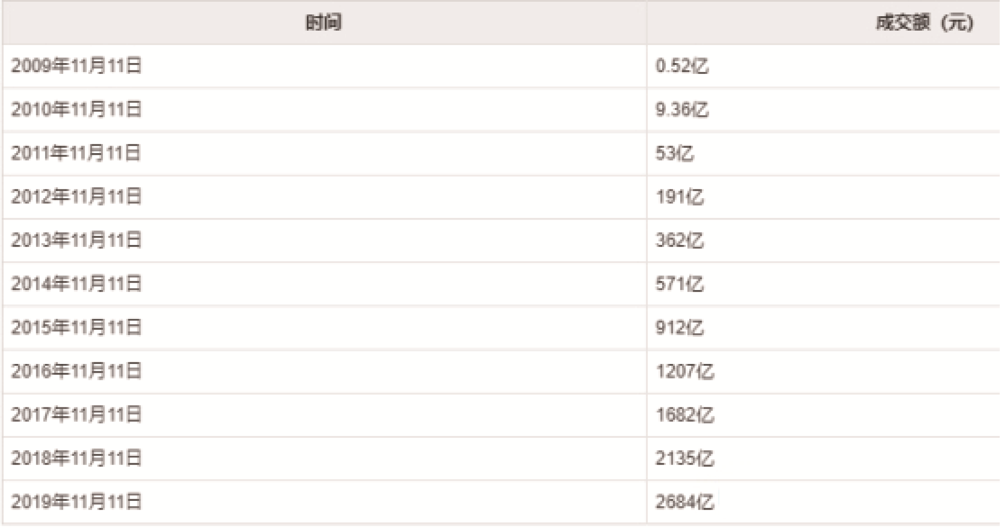 时间 成交额（元）
2009年11月11日 0.52亿
2010年11月11日 9.36亿
2011年11月11日 53亿
2012年11月11日 191亿
2013年11月11日 362亿
2014年11月11日 571亿
2015年11月11日 912亿
2016年11月11日 1207亿
2017年11月11日 1682亿
2018年11月11日 2135亿
2019年11月11日 2684亿